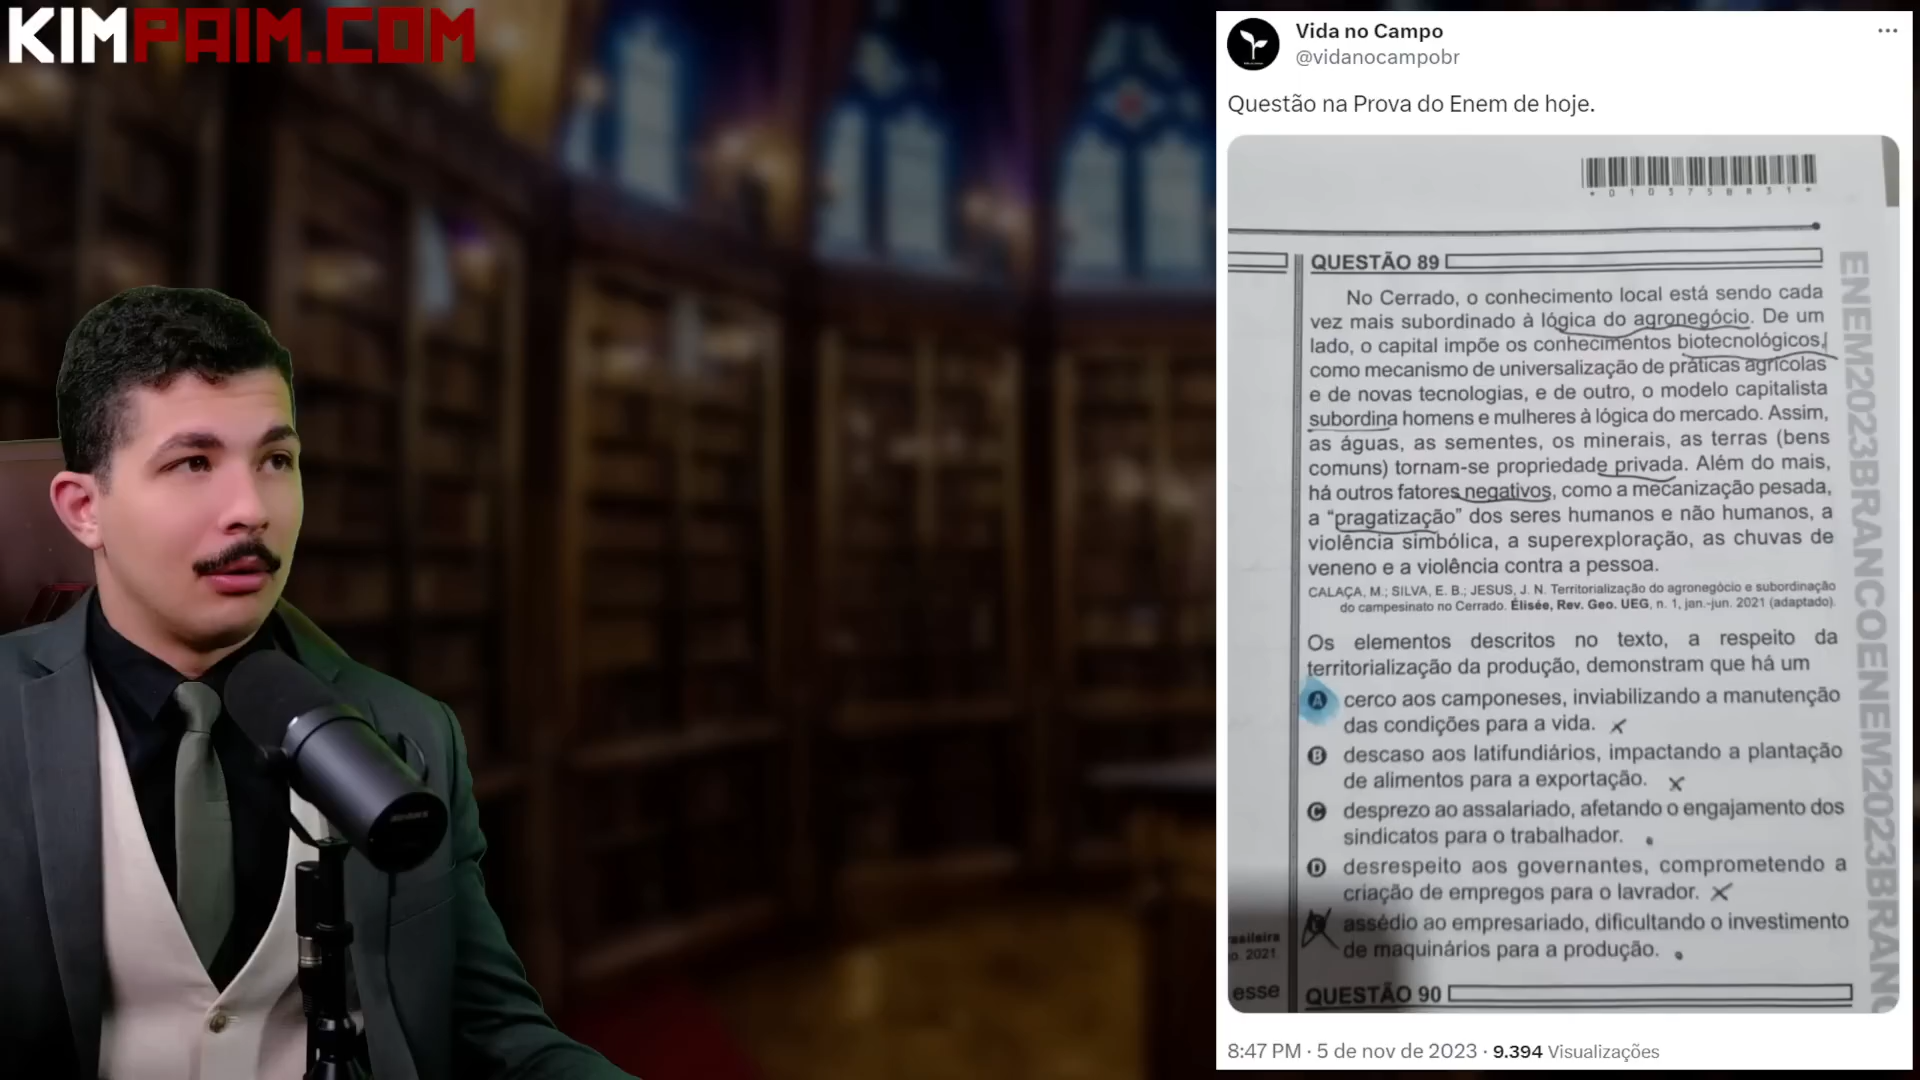 KIMPAIM.COM
Vida no Campo
@vidanocampobr
Questão na Prova do Enem de hoje.
*0103758831*
QUESTÃO 89
No Cerrado, o conhecimento local está sendo cada
vez mais subordinado à lógica do agronegócio. De um
lado, o capital impõe os conhecimentos biotecnológicos,
como mecanismo de universalização de práticas agrícolas
e de novas tecnologias, e de outro, o modelo capitalista
subordina homens e mulheres à lógica do mercado. Assim,
as águas, as sementes, os minerais, as terras (bens
comuns) tornam-se propriedade privada. Além do mais,
há outros fatores negativos, como a mecanização pesada,
a “pragatização” dos seres humanos e não humanos, a
violência simbólica, a superexploração, as chuvas de
veneno e a violência contra a pessoa.
CALAÇA, M.; SILVA, E. B.; JESUS, J. N. Territorialização do agronegócio e subordinação
do campesinato no Cerrado. Élisée, Rev. Geo. UEG, n. 1, jan.-jun. 2021 (adaptado).
Os elementos descritos no texto, a respeito da
territorialização da produção, demonstram que há um
A cerco aos camponeses, inviabilizando a manutenção
das condições para a vida.
B descaso aos latifundiários, impactando a plantação
de alimentos para a exportação.
C desprezo ao assalariado, afetando o engajamento dos
sindicatos para o trabalhador.
D desrespeito aos governantes, comprometendo a
criação de empregos para o lavrador.
E assédio ao empresariado, dificultando o investimento
de maquinários para a produção.
QUESTÃO 90
asileira
o. 2021
esse
ENEM2023BRANCOENEM2023BRAN
8:47 PM · 5 de nov de 2023 · 9.394 Visualizações